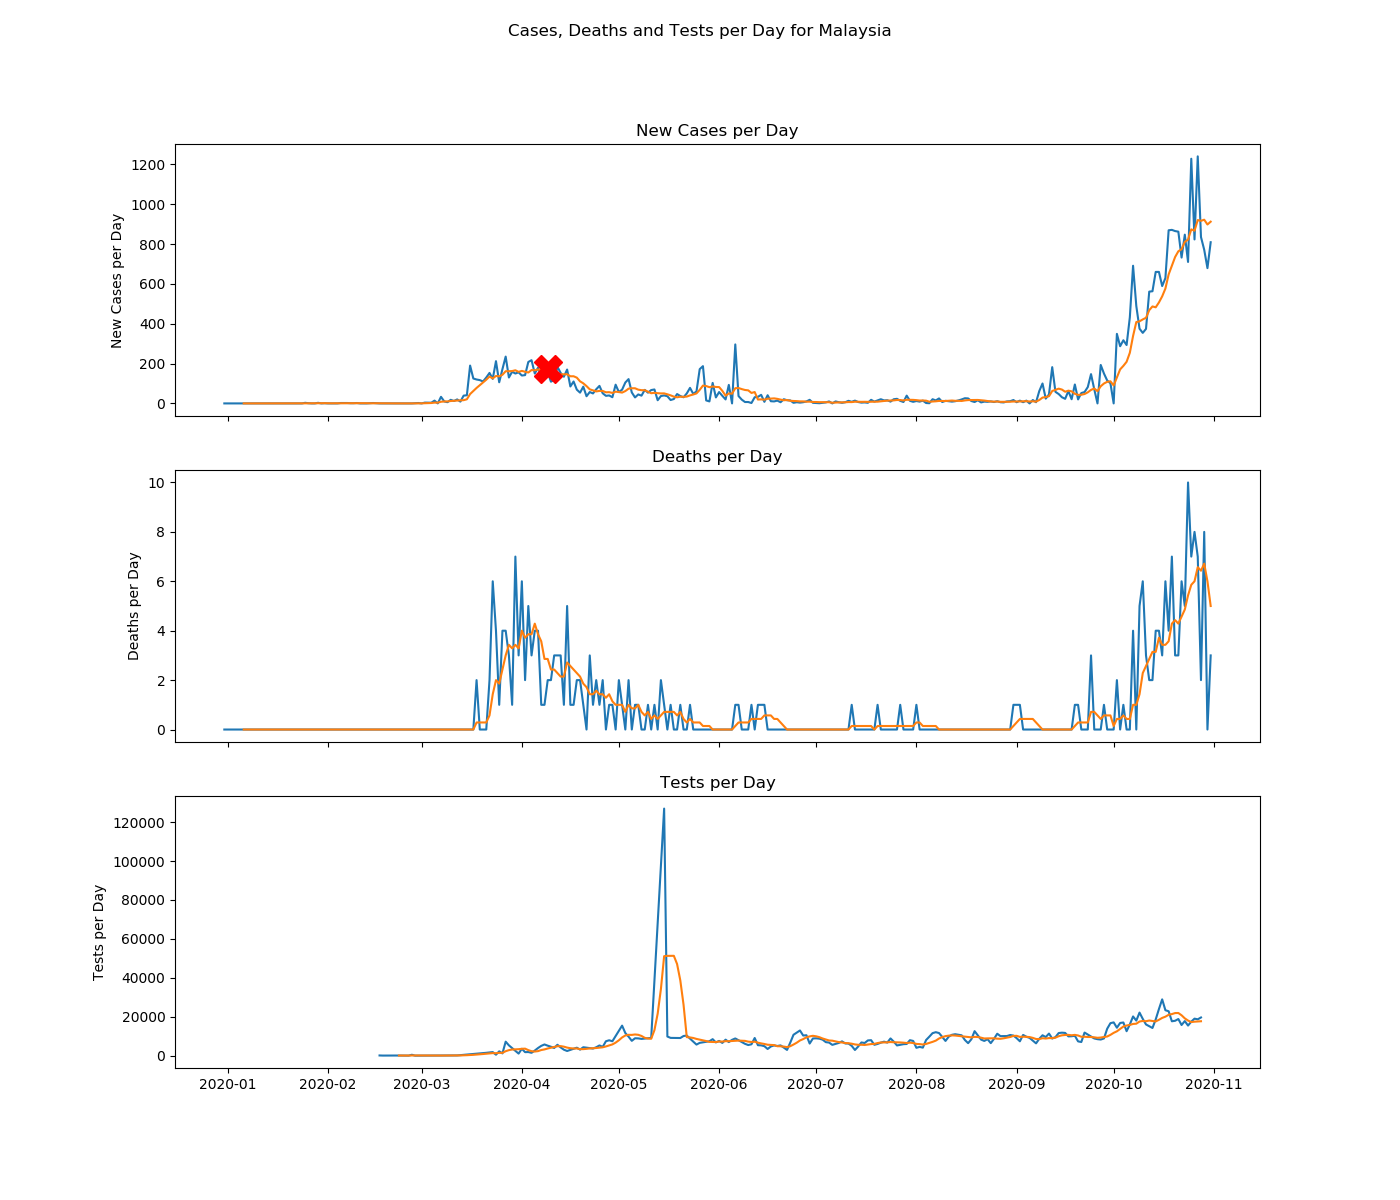 Cases, Deaths and Tests per Day for Malaysia
New Cases per Day
New Cases per Day
1200
1000
800
600
400
200
0
Deaths per Day
Deaths per Day
10
8
6
4
2
0
Tests per Day
Tests per Day
120000
100000
80000
60000
40000
20000
0
2020-01 2020-02 2020-03 2020-04 2020-05 2020-06 2020-07 2020-08 2020-09 2020-10 2020-11